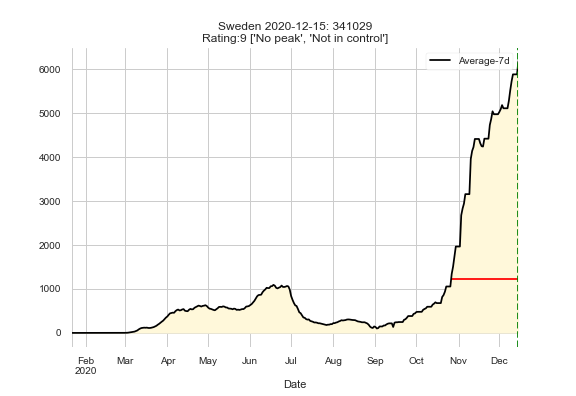 Sweden 2020-12-15: 341029
Rating:9 ['No peak', 'Not in control']
Average-7d
6000
5000
4000
3000
2000
1000
0
Feb Mar Apr May Jun Jul Aug Sep Oct Nov Dec
2020
Date